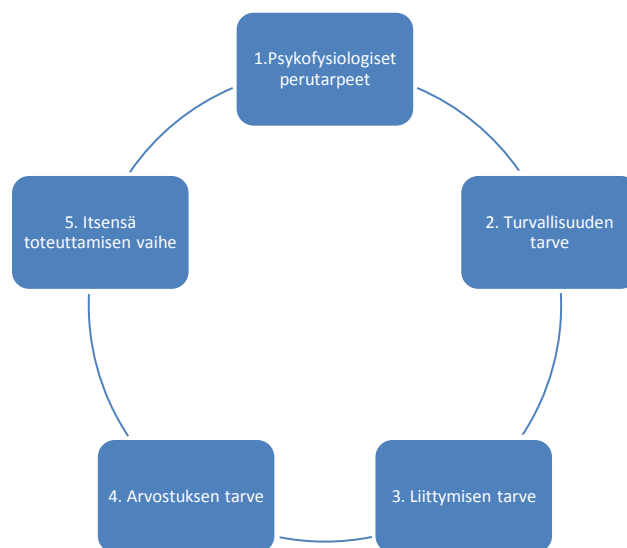 1.Psykofysiologiset
perutarpeet
2. Turvallisuuden
tarve
3. Liittymisen tarve
4. Arvostuksen tarve
5. Itsensä
toteuttamisen vaihe